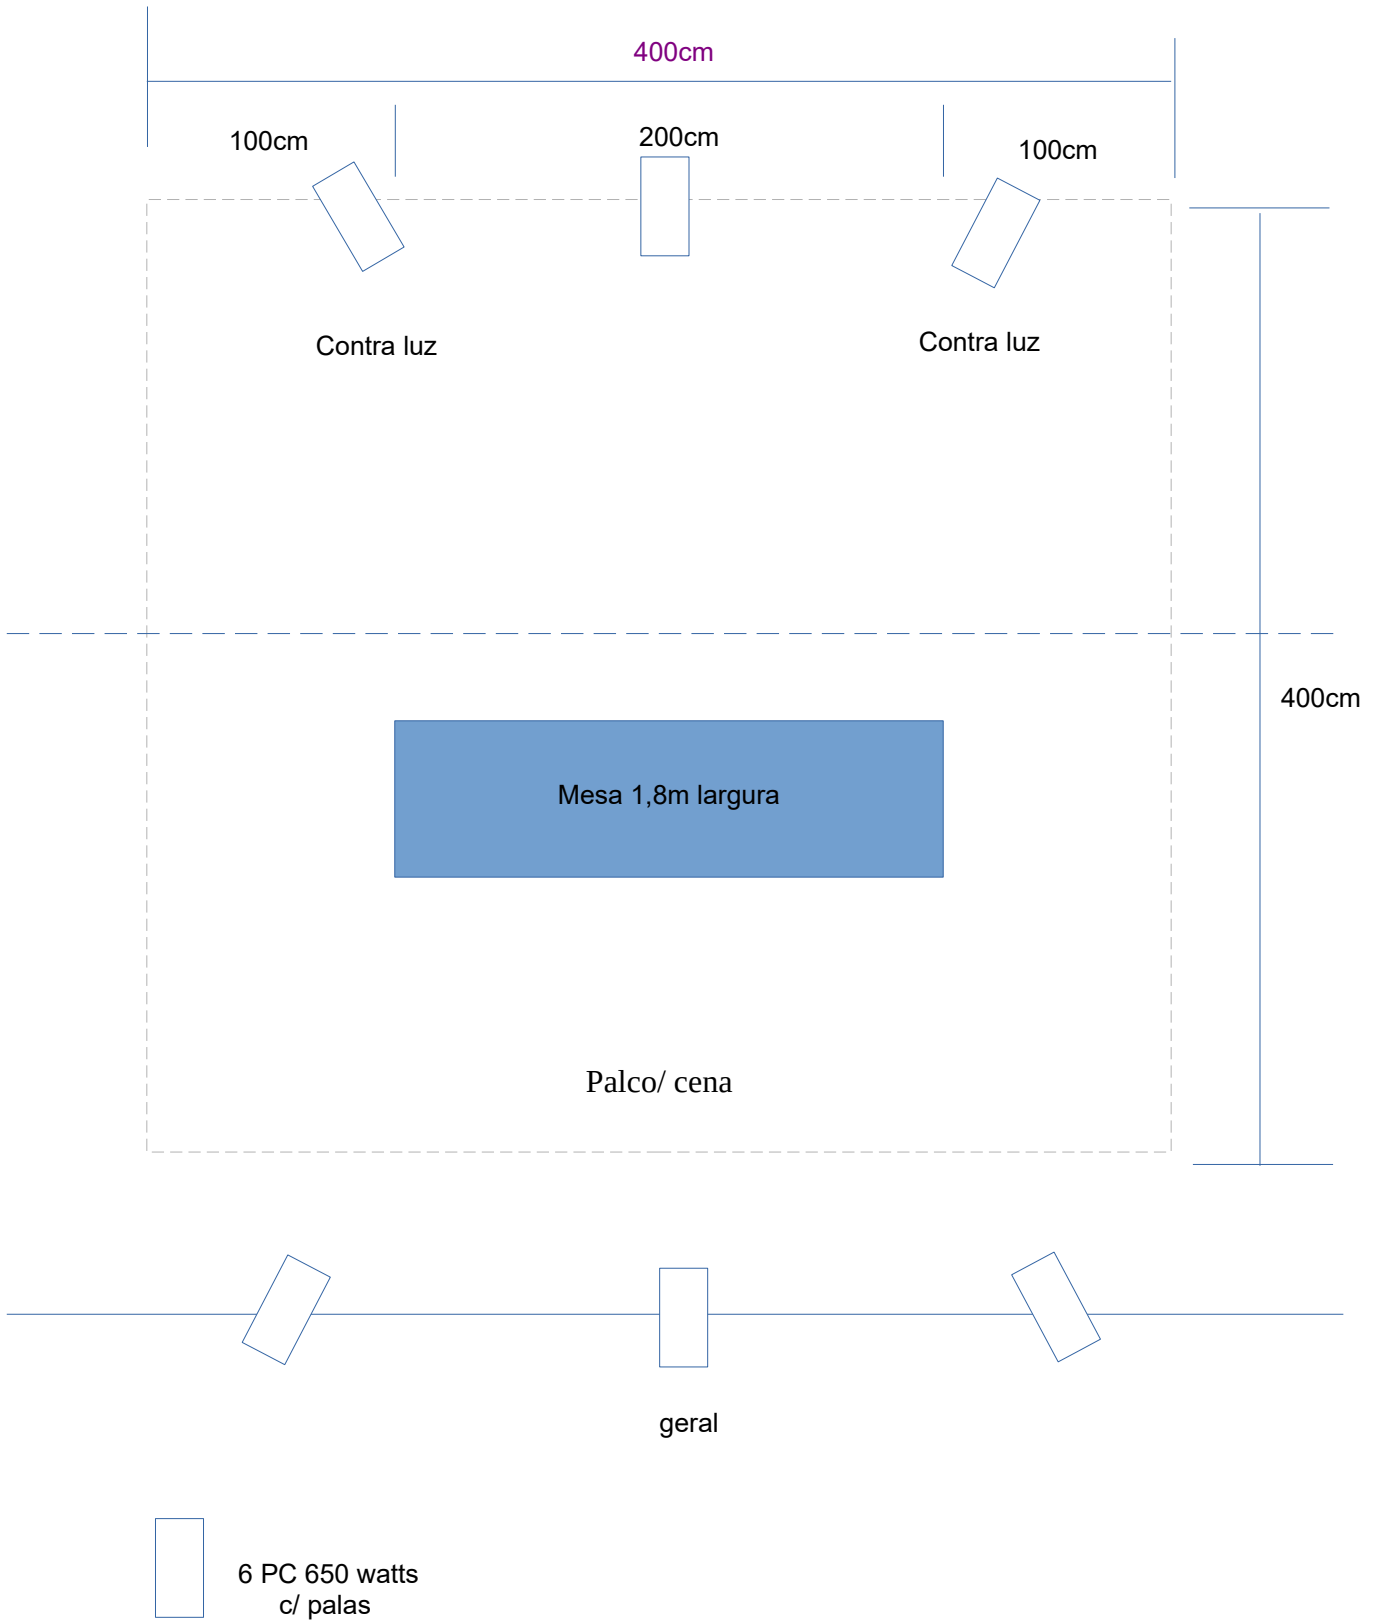 400cm
100cm
200cm
100cm
Contra luz
Contra luz
400cm
Mesa 1,8m largura
Palco/ cena
geral
6 PC 650 watts
c/ palas